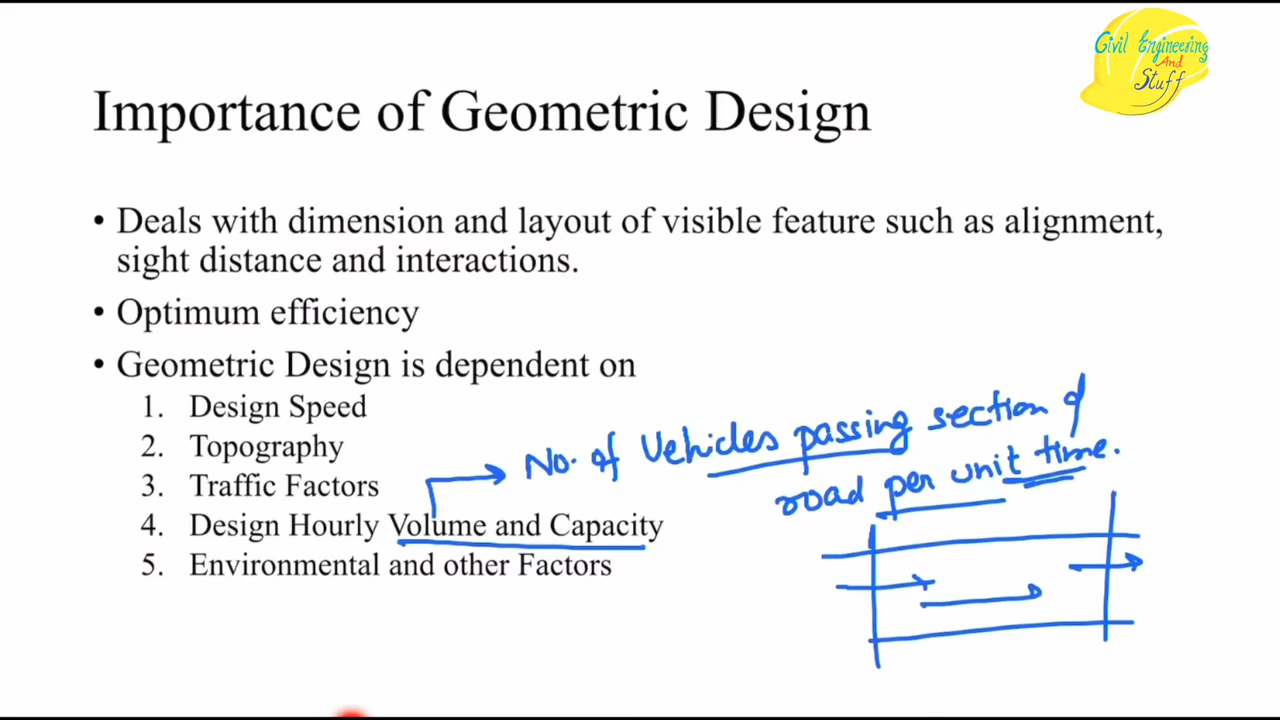 Civil Engineering
And
Stuff
Importance of Geometric Design
• Deals with dimension and layout of visible feature such as alignment,
sight distance and interactions.
• Optimum efficiency
• Geometric Design is dependent on
1. Design Speed
2. Topography
3. Traffic Factors
4. Design Hourly Volume and Capacity
5. Environmental and other Factors
No. of Vehicles passing section of
road per unit time.